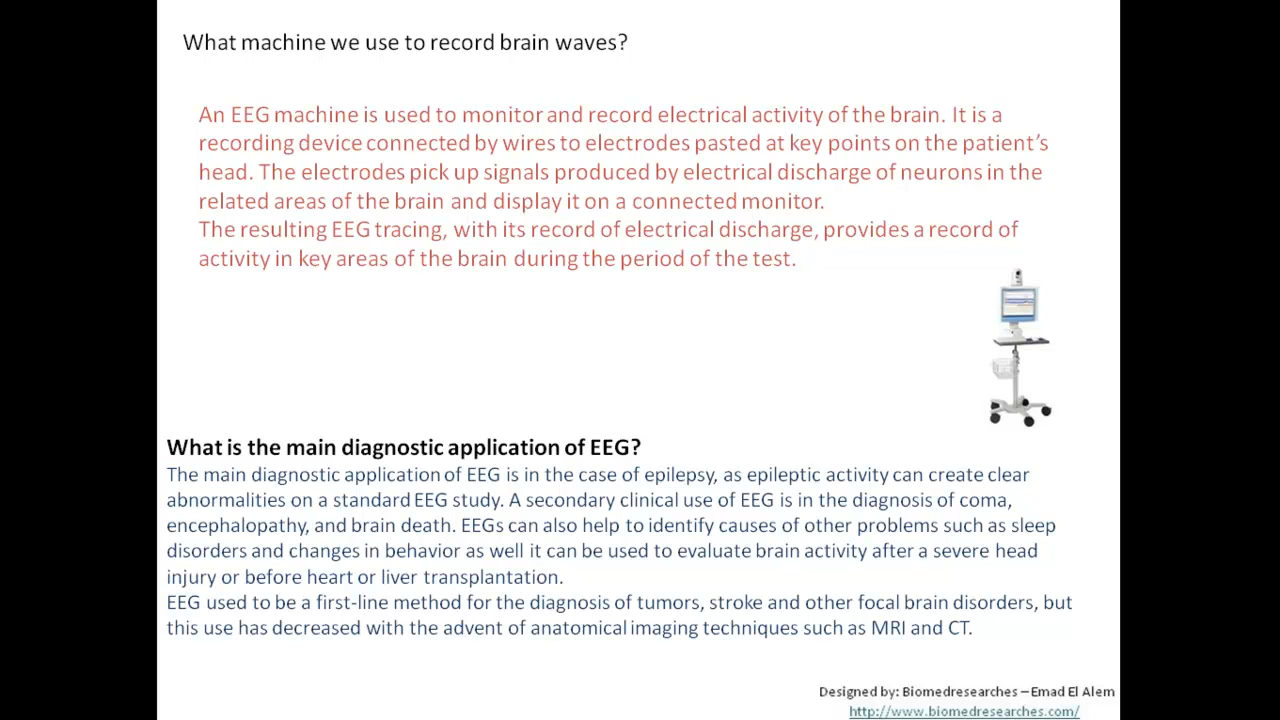 What machine we use to record brain waves?
An EEG machine is used to monitor and record electrical activity of the brain. It is a
recording device connected by wires to electrodes pasted at key points on the patient’s
head. The electrodes pick up signals produced by electrical discharge of neurons in the
related areas of the brain and display it on a connected monitor.
The resulting EEG tracing, with its record of electrical discharge, provides a record of
activity in key areas of the brain during the period of the test.
What is the main diagnostic application of EEG?
The main diagnostic application of EEG is in the case of epilepsy, as epileptic activity can create clear
abnormalities on a standard EEG study. A secondary clinical use of EEG is in the diagnosis of coma,
encephalopathy, and brain death. EEGs can also help to identify causes of other problems such as sleep
disorders and changes in behavior as well it can be used to evaluate brain activity after a severe head
injury or before heart or liver transplantation.
EEG used to be a first-line method for the diagnosis of tumors, stroke and other focal brain disorders, but
this use has decreased with the advent of anatomical imaging techniques such as MRI and CT.
Designed by: Biomedresearches – Emad El Alem
http://www.biomedresearches.com/